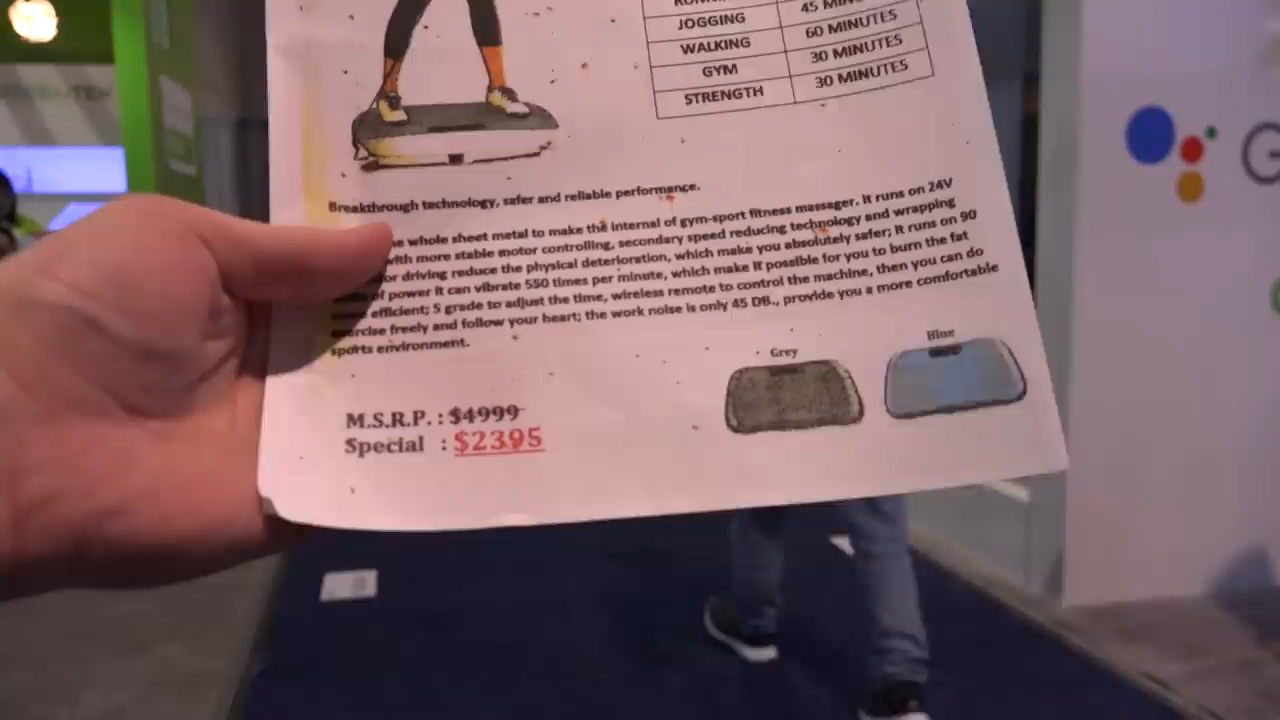 45
JOGGING 60 MINUTES
WALKING 30 MINUTES
GYM 30 MINUTES
STRENGTH
Breakthrough technology, safer and reliable performance.
whole sheet metal to make the internal of gym-sport fitness massager, it runs on 24V
with more stable motor controlling, secondary speed reducing technology and wrapping
driving reduce the physical deterioration, which make you absolutely safer; it runs on 90
of power it can vibrate 550 times per minute, which make it possible for you to burn the fat
efficient; 5 grade to adjust the time, wireless remote to control the machine, then you can do
exercise freely and follow your heart; the work noise is only 45 DB., provide you a more comfortable
sports environment.
Grey
Blue
M.S.R.P. : $4999
Special : $2395
G